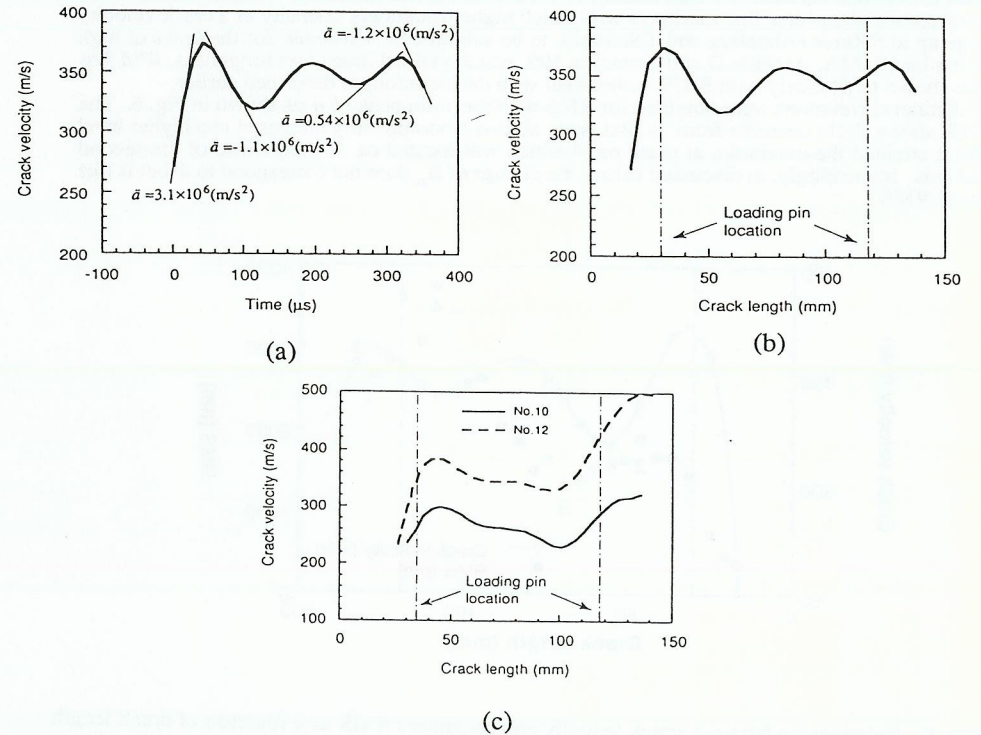 400
350
300
250
200
Crack velocity (m/s)
-100
0
100
200
300
400
Time (μs)
ä =-1.2×10⁶(m/s²)
ä =0.54×10⁶(m/s²)
ä =-1.1×10⁶(m/s²)
ä =3.1×10⁶(m/s²)
(a)
400
350
300
250
200
Crack velocity (m/s)
0
50
100
150
Crack length (mm)
Loading pin
location
(b)
500
400
300
200
100
Crack velocity (m/s)
0
50
100
150
Crack length (mm)
No.10
No.12
Loading pin
location
(c)